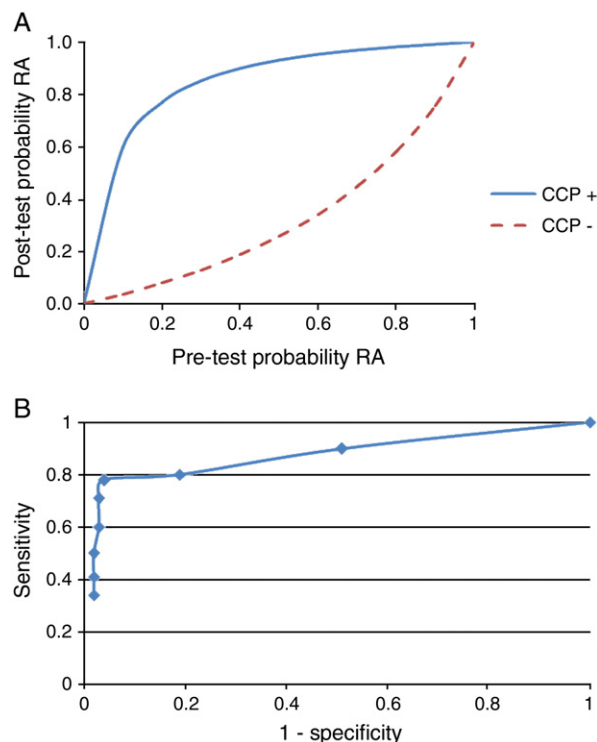 A
Post-test probability RA
1.0
0.8
0.6
0.4
0.2
0.0
0 0.2 0.4 0.6 0.8 1
Pre-test probability RA
CCP +
CCP -
B
Sensitivity
1
0.8
0.6
0.4
0.2
0
0 0.2 0.4 0.6 0.8 1
1 - specificity